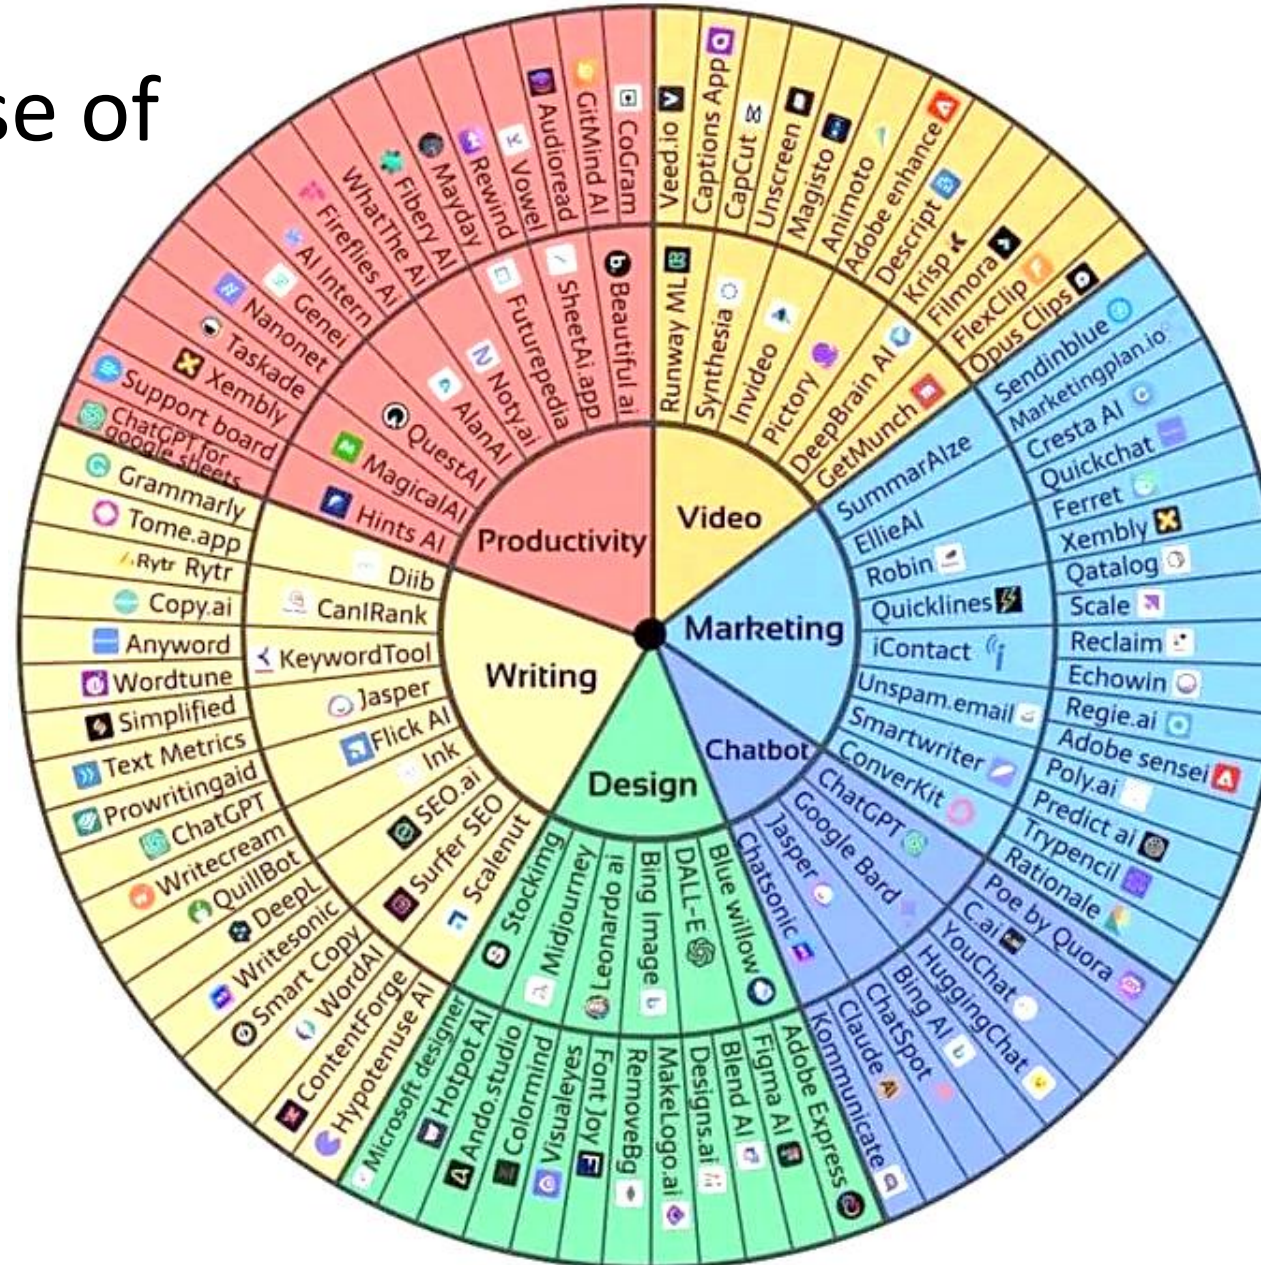 se of
Productivity
Video
Marketing
Chatbot
Design
Writing
Hints AI
MagicalAI
QuestAI
AlanAI
Noty.ai
Futurepedia
SheetAi.app
Beautiful ai
ChatGPT for
google sheets
Support board
Xembly
Taskade
Nanonet
Genei
AI Intern
Fireflies Ai
WhatThe AI
Fibery AI
Mayday
Rewind
Vowel
Audioread
GitMind AI
CoGram
Runway ML
Synthesia
Invideo
Pictory
DeepBrain AI
GetMunch
Veed.io
Captions App
CapCut
Unscreen
Magisto
Animoto
Adobe enhance
Descript
Krisp
Filmora
FlexClip
Opus Clips
SummarAIze
EllieAI
Robin
Quicklines
iContact
Unspam.email
Smartwriter
ConverKit
Sendinblue
Marketingplan.io
Cresta AI
Quickchat
Ferret
Xembly
Qatalog
Scale
Reclaim
Echowin
Regie.ai
Adobe sensei
Poly.ai
Predict ai
Trypencil
Rationale
ChatGPT
Google Bard
Jasper
Chatsonic
Poe by Quora
C.ai
YouChat
HuggingChat
Bing AI
ChatSpot
Claude
Kommunicate
Blue willow
DALL-E
Bing Image
Leonardo ai
Midjourney
Stockimg
Adobe Express
Figma AI
Blend AI
Designs.ai
MakeLogo.ai
RemoveBg
Font Joy
Visualeyes
Colormind
Ando.studio
Hotpot AI
Microsoft designer
Scalenut
Surfer SEO
SEO.ai
Ink
Flick AI
Jasper
KeywordTool
CanIRank
Diib
Hypotenuse AI
ContentForge
WordAI
Smart Copy
Writesonic
DeepL
QuillBot
Writecream
ChatGPT
Prowritingaid
Text Metrics
Simplified
Wordtune
Anyword
Copy.ai
Rytr Rytr
Tome.app
Grammarly